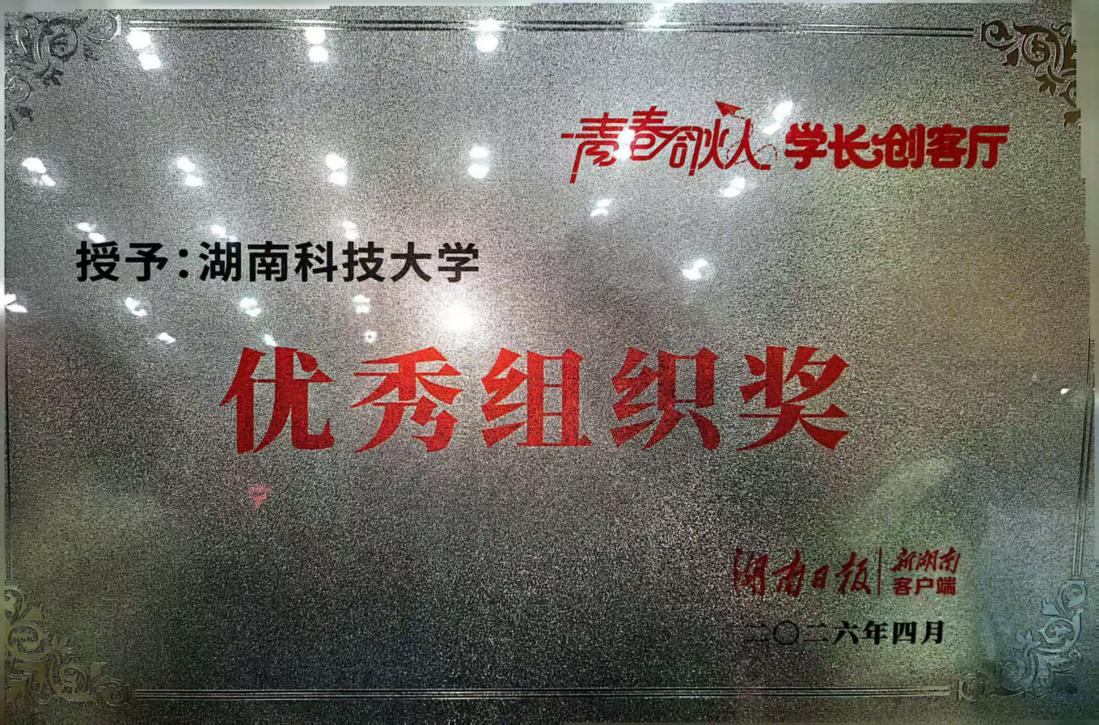 青春合伙人 学长创客厅
授予：湖南科技大学
优秀组织奖
湖南日报 新湖南客户端
二〇二六年四月